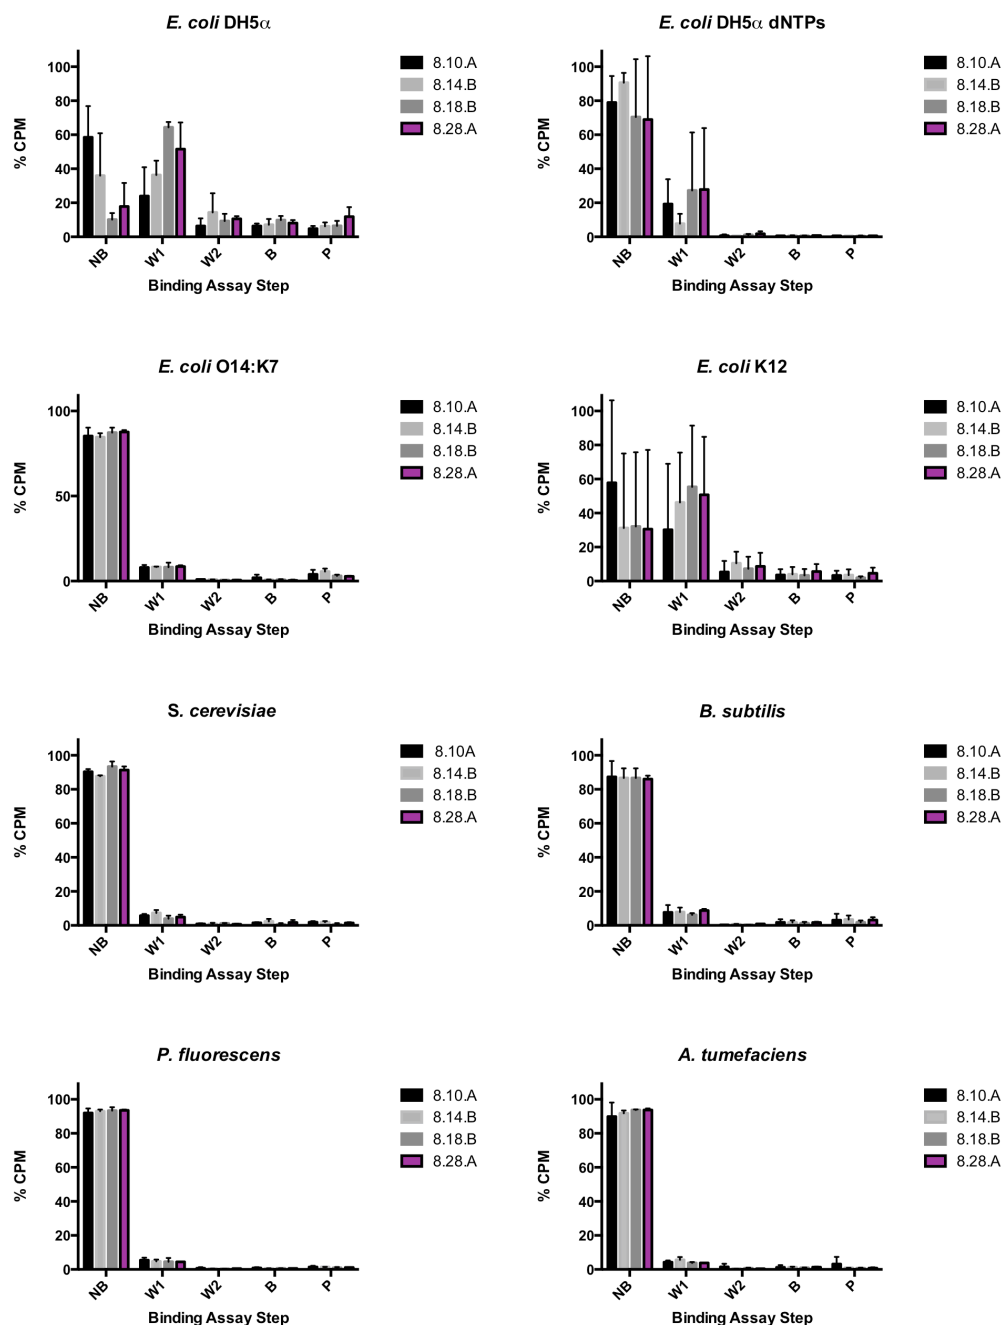 E. coli DH5α
% CPM
100
80
60
40
20
0
NB
W1
W2
B
P
Binding Assay Step
8.10.A
8.14.B
8.18.B
8.28.A
E. coli DH5α dNTPs
% CPM
100
80
60
40
20
0
NB
W1
W2
B
P
Binding Assay Step
8.10.A
8.14.B
8.18.B
8.28.A
E. coli O14:K7
% CPM
100
50
0
NB
W1
W2
B
P
Binding Assay Step
8.10.A
8.14.B
8.18.B
8.28.A
E. coli K12
% CPM
100
80
60
40
20
0
NB
W1
W2
B
P
Binding Assay Step
8.10.A
8.14.B
8.18.B
8.28.A
S. cerevisiae
% CPM
100
80
60
40
20
0
NB
W1
W2
B
P
Binding Assay Step
8.10A
8.14.B
8.18.B
8.28.A
B. subtilis
% CPM
100
80
60
40
20
0
NB
W1
W2
B
P
Binding Assay Step
8.10.A
8.14.B
8.18.B
8.28.A
P. fluorescens
% CPM
100
80
60
40
20
0
NB
W1
W2
B
P
Binding Assay Step
8.10.A
8.14.B
8.18.B
8.28.A
A. tumefaciens
% CPM
100
80
60
40
20
0
NB
W1
W2
B
P
Binding Assay Step
8.10.A
8.14.B
8.18.B
8.28.A